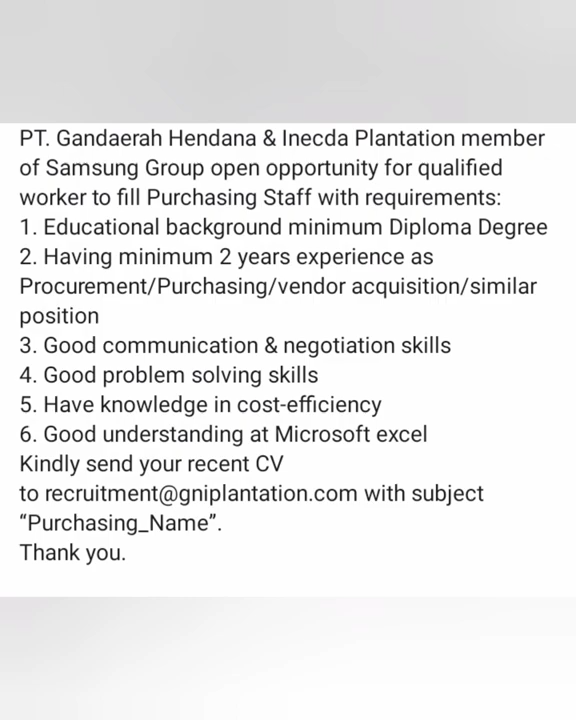 PT. Gandaerah Hendana & Inecda Plantation member
of Samsung Group open opportunity for qualified
worker to fill Purchasing Staff with requirements:
1. Educational background minimum Diploma Degree
2. Having minimum 2 years experience as
Procurement/Purchasing/vendor acquisition/similar
position
3. Good communication & negotiation skills
4. Good problem solving skills
5. Have knowledge in cost-efficiency
6. Good understanding at Microsoft excel
Kindly send your recent CV
to recruitment@gniplantation.com with subject
“Purchasing_Name”.
Thank you.